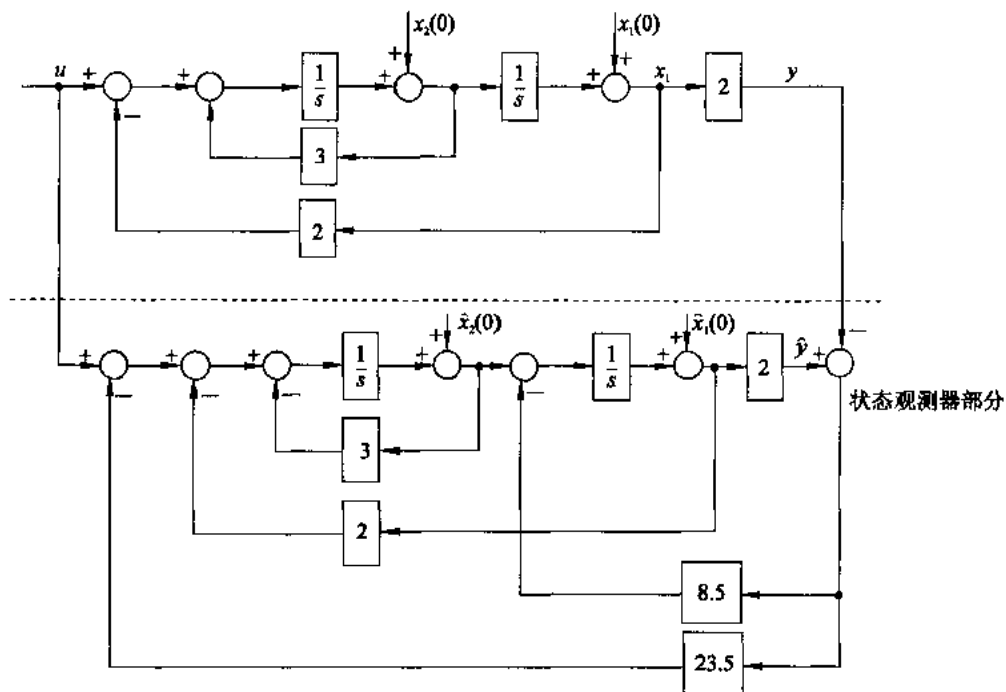 x₂(0) x₁(0)
u + + 1/s + + 1/s + + x₁ 2 y
− 3
2
x̂₂(0) x̂₁(0)
−
+ + + 1/s + + 1/s + + 2 ŷ +
− − − −
状态观测器部分
3
2
8.5
23.5